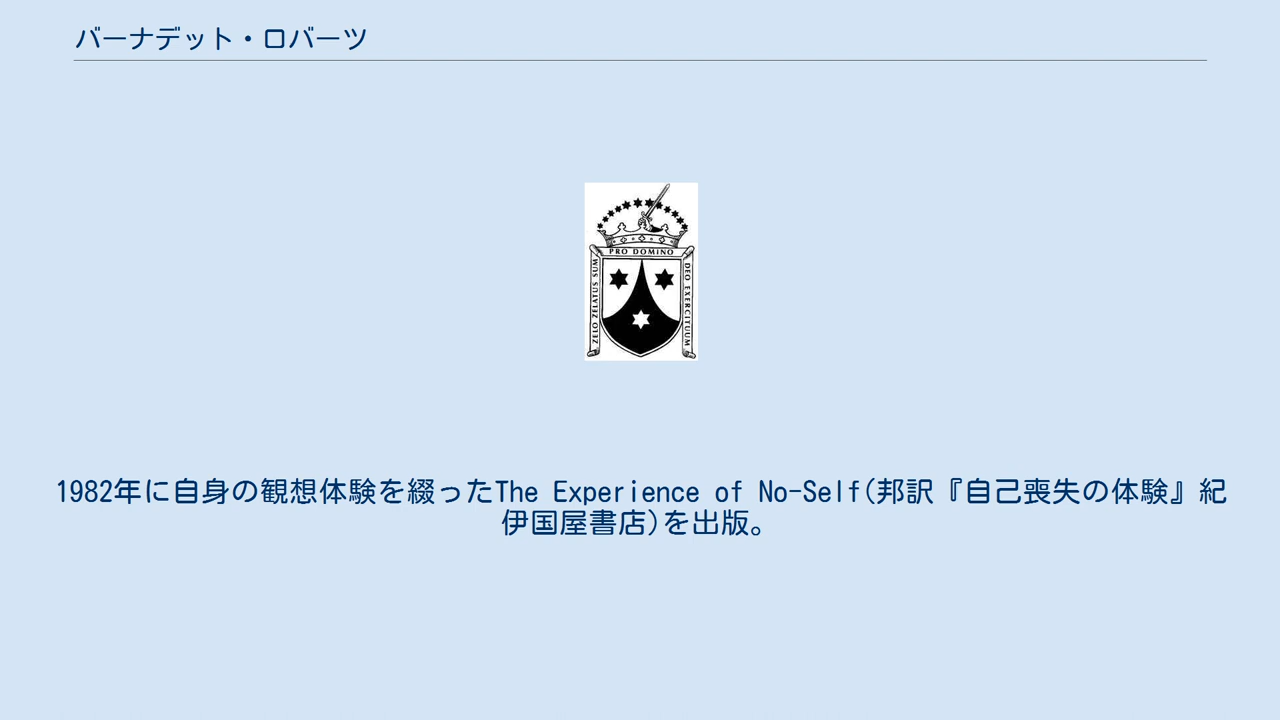 バーナデット・ロバーツ
PRO DOMINO
ZELO ZELATUS SUM
DEO EXERCITUUM
1982年に自身の観想体験を綴ったThe Experience of No-Self(邦訳『自己喪失の体験』紀
伊国屋書店)を出版。